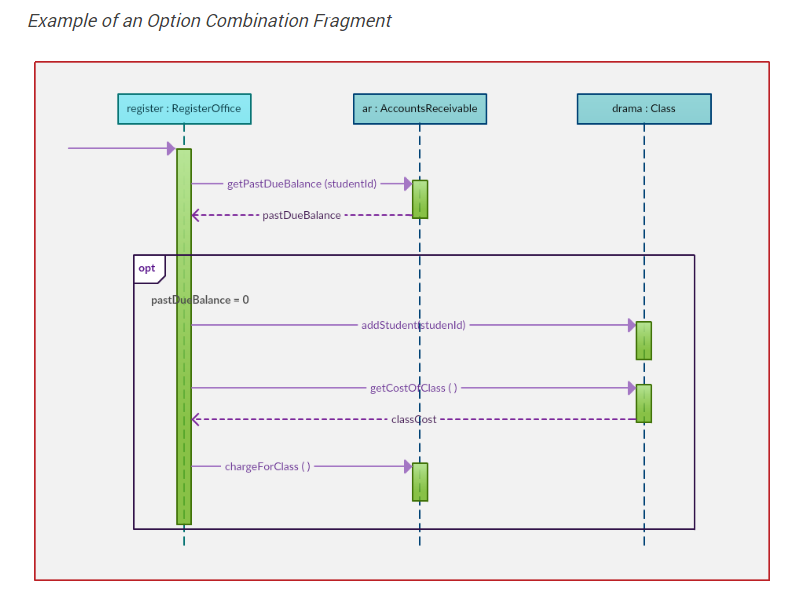 Example of an Option Combination Fragment
register : RegisterOffice
ar : AccountsReceivable
drama : Class
getPastDueBalance (studentId)
pastDueBalance
opt
pastDueBalance = 0
addStudent(studenId)
getCostOfClass ( )
classCost
chargeForClass ( )